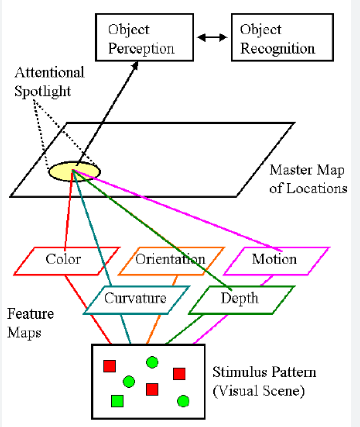 Object
Perception
Object
Recognition
Attentional
Spotlight
Master Map
of Locations
Color
Orientation
Motion
Curvature
Depth
Feature
Maps
Stimulus Pattern
(Visual Scene)